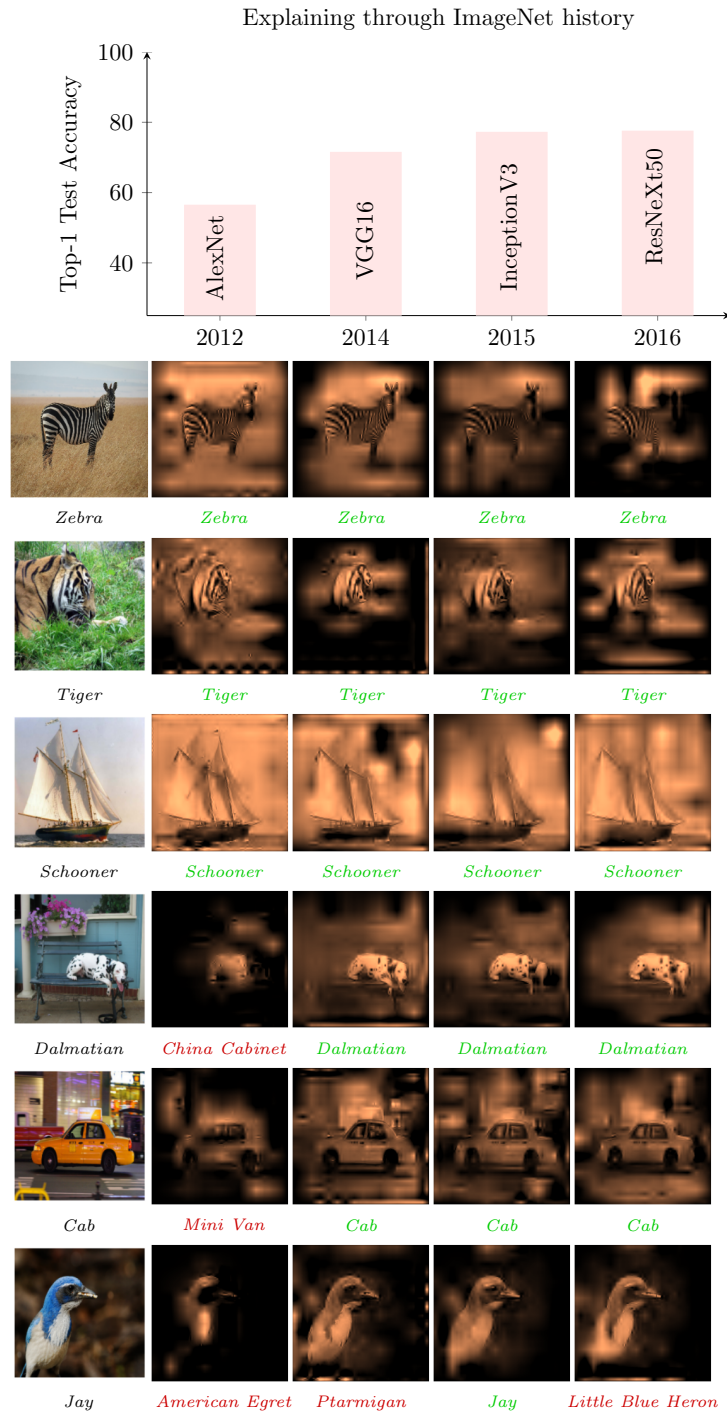 Explaining through ImageNet history
Top-1 Test Accuracy
100
80
60
40
AlexNet
VGG16
InceptionV3
ResNeXt50
2012 2014 2015 2016
Zebra Zebra Zebra Zebra Zebra
Tiger Tiger Tiger Tiger Tiger
Schooner Schooner Schooner Schooner Schooner
Dalmatian China Cabinet Dalmatian Dalmatian Dalmatian
Cab Mini Van Cab Cab Cab
Jay American Egret Ptarmigan Jay Little Blue Heron